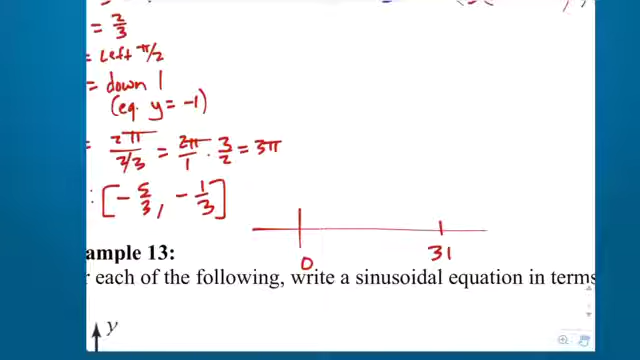 = 2/3
= Left π/2
= down 1
(eq. y = -1)
= 2π/(2/3) = 2π/1 · 3/2 = 3π
: [-5/3, -1/3]
0 31
ample 13:
r each of the following, write a sinusoidal equation in terms
y